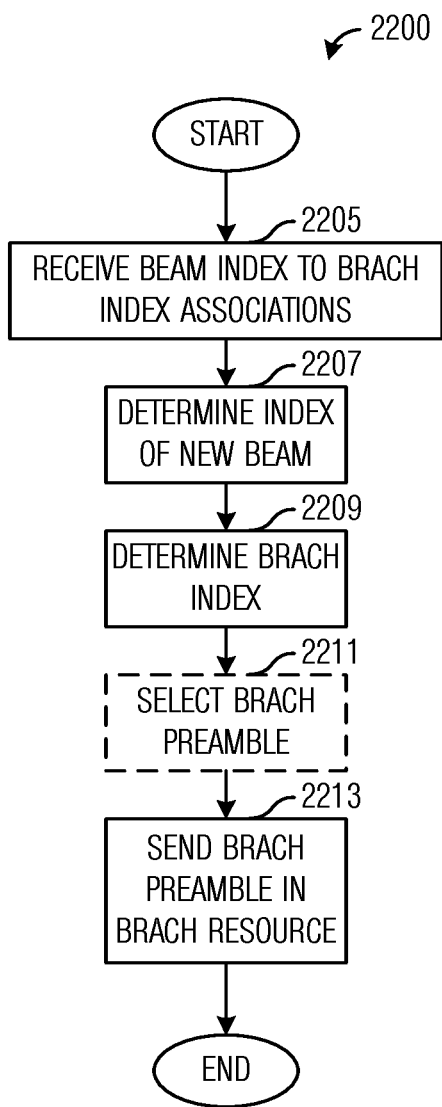 2200
START
2205
RECEIVE BEAM INDEX TO BRACH
INDEX ASSOCIATIONS
2207
DETERMINE INDEX
OF NEW BEAM
2209
DETERMINE BRACH
INDEX
2211
SELECT BRACH
PREAMBLE
2213
SEND BRACH
PREAMBLE IN
BRACH RESOURCE
END